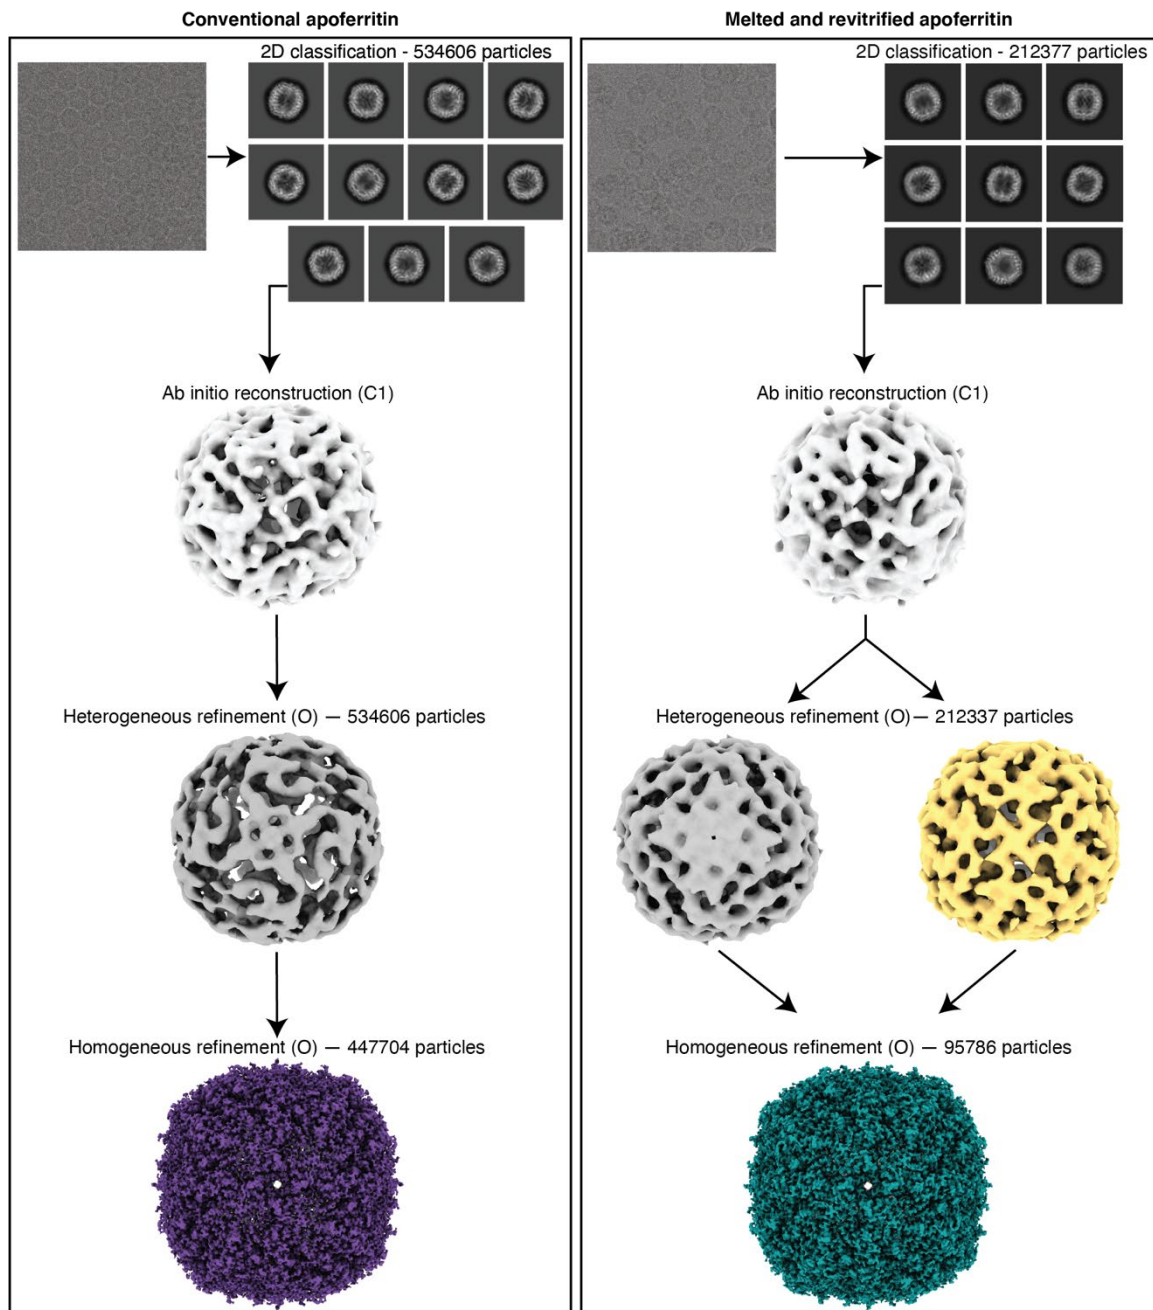 Conventional apoferritin
2D classification - 534606 particles
Ab initio reconstruction (C1)
Heterogeneous refinement (O) — 534606 particles
Homogeneous refinement (O) — 447704 particles
Melted and revitrified apoferritin
2D classification - 212377 particles
Ab initio reconstruction (C1)
Heterogeneous refinement (O) — 212337 particles
Homogeneous refinement (O) — 95786 particles